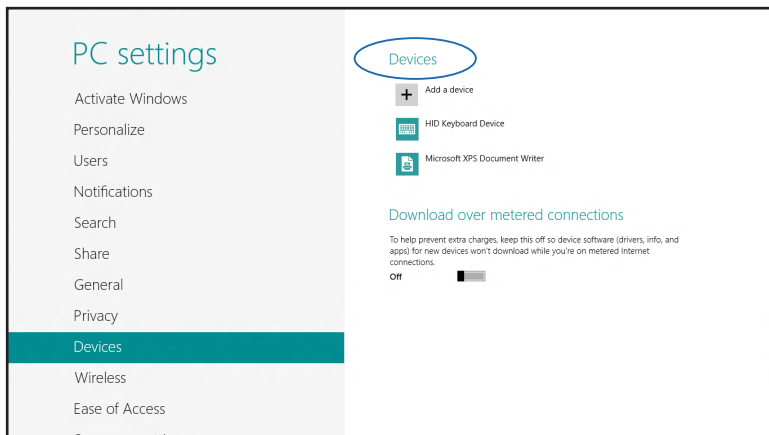 PC settings
Activate Windows
Personalize
Users
Notifications
Search
Share
General
Privacy
Devices
Wireless
Ease of Access
Devices
Add a device
HID Keyboard Device
Microsoft XPS Document Writer
Download over metered connections
To help prevent extra charges, keep this off so device software (drivers, info, and
apps) for new devices won't download while you're on metered Internet
connections.
Off